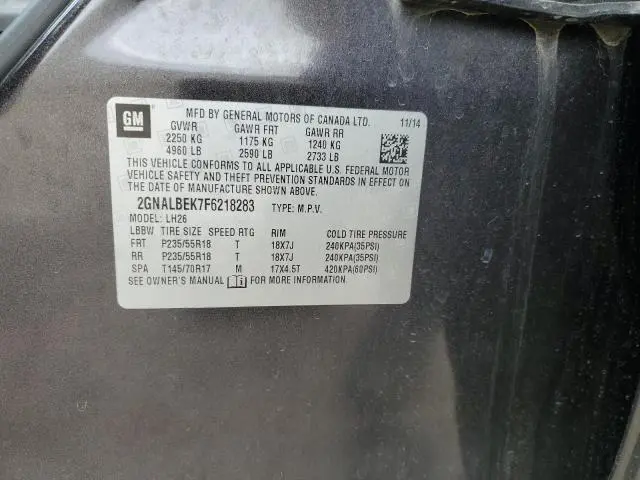 GM
MFD BY GENERAL MOTORS OF CANADA LTD. 11/14
GVWR GAWR FRT GAWR RR
2250 KG 1175 KG 1240 KG
4960 LB 2590 LB 2733 LB
THIS VEHICLE CONFORMS TO ALL APPLICABLE U.S. FEDERAL MOTOR
VEHICLE SAFETY AND THEFT PREVENTION STANDARDS IN EFFECT ON
THE DATE OF MANUFACTURE SHOWN ABOVE.
2GNALBEK7F6218283 TYPE: M.P.V.
MODEL: LH26
LBBW TIRE SIZE SPEED RTG RIM COLD TIRE PRESSURE
FRT P235/55R18 T 18X7J 240KPA(35PSI)
RR P235/55R18 T 18X7J 240KPA(35PSI)
SPA T145/70R17 M 17X4.5T 420KPA(60PSI)
SEE OWNER'S MANUAL FOR MORE INFORMATION.